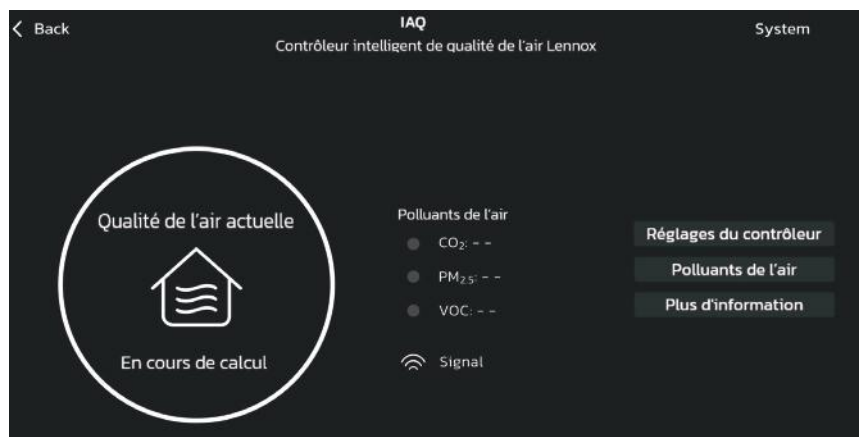 Back
IAQ
System
Contrôleur intelligent de qualité de l'air Lennox
Qualité de l'air actuelle
En cours de calcul
Polluants de l'air
CO₂: - -
PM₂.₅: - -
VOC: - -
Signal
Réglages du contrôleur
Polluants de l'air
Plus d'information